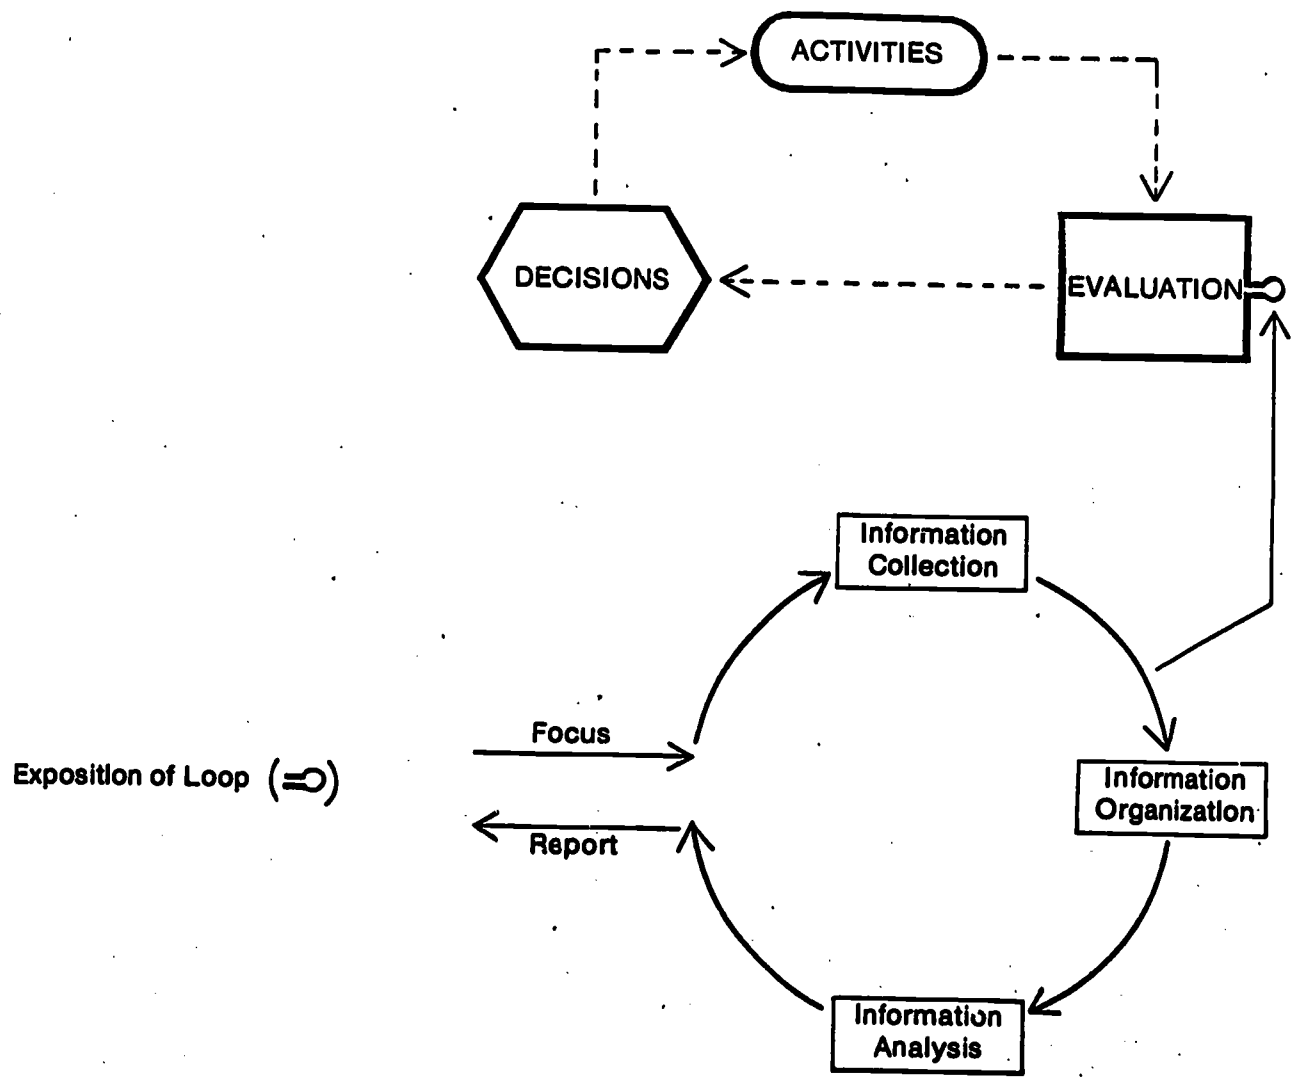 ACTIVITIES
DECISIONS
EVALUATION
Information
Collection
Focus
Exposition of Loop ( )
Information
Organization
Report
Information
Analysis